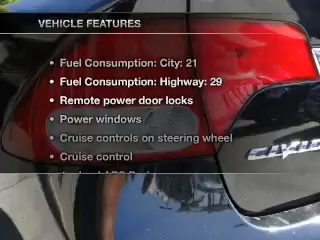 VEHICLE FEATURES
• Fuel Consumption: City: 21
• Fuel Consumption: Highway: 29
• Remote power door locks
• Power windows
• Cruise controls on steering wheel
• Cruise control
CIVIC